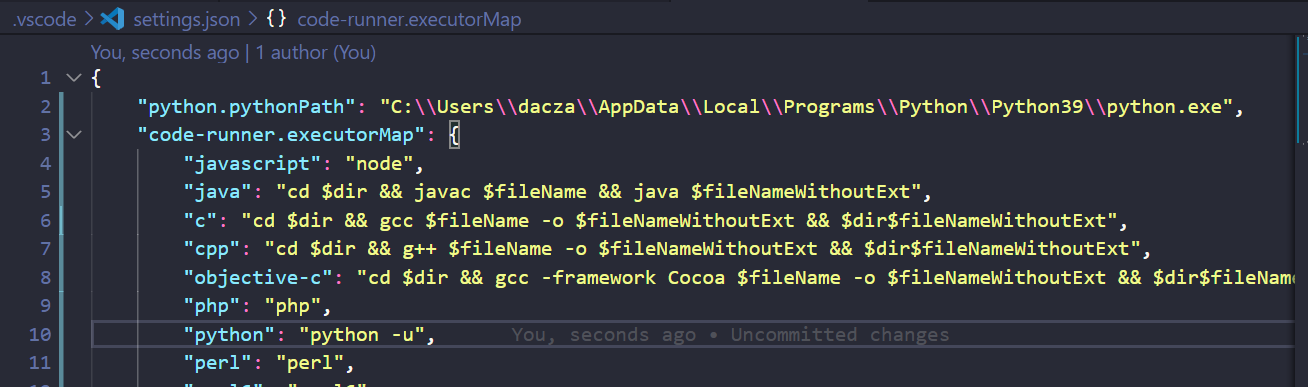 .vscode > settings.json > {} code-runner.executorMap
You, seconds ago | 1 author (You)
1 {
2 "python.pythonPath": "C:\\Users\\dacza\\AppData\\Local\\Programs\\Python\\Python39\\python.exe",
3 "code-runner.executorMap": {
4 "javascript": "node",
5 "java": "cd $dir && javac $fileName && java $fileNameWithoutExt",
6 "c": "cd $dir && gcc $fileName -o $fileNameWithoutExt && $dir$fileNameWithoutExt",
7 "cpp": "cd $dir && g++ $fileName -o $fileNameWithoutExt && $dir$fileNameWithoutExt",
8 "objective-c": "cd $dir && gcc -framework Cocoa $fileName -o $fileNameWithoutExt && $dir$fileName
9 "php": "php",
10 "python": "python -u", You, seconds ago • Uncommitted changes
11 "perl": "perl",